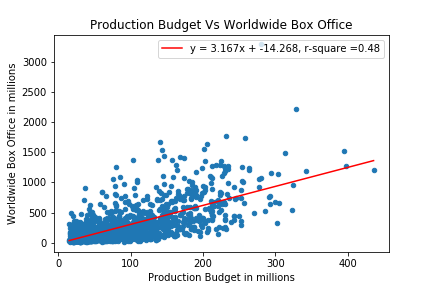 Production Budget Vs Worldwide Box Office
y = 3.167x + -14.268, r-square =0.48
Worldwide Box Office in millions
3000
2500
2000
1500
1000
500
0
0 100 200 300 400
Production Budget in millions